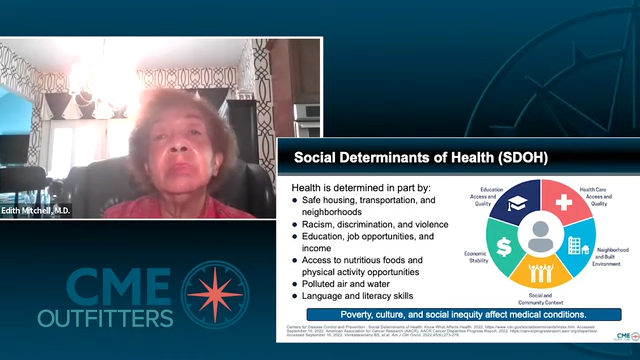 Edith Mitchell, M.D.
CME
OUTFITTERS
Social Determinants of Health (SDOH)
Health is determined in part by:
• Safe housing, transportation, and
neighborhoods
• Racism, discrimination, and violence
• Education, job opportunities, and
income
• Access to nutritious foods and
physical activity opportunities
• Polluted air and water
• Language and literacy skills
Education
Access and
Quality
Health Care
Access and
Quality
Economic
Stability
Neighborhood
and Built
Environment
Social and
Community Context
Poverty, culture, and social inequity affect medical conditions.
CME